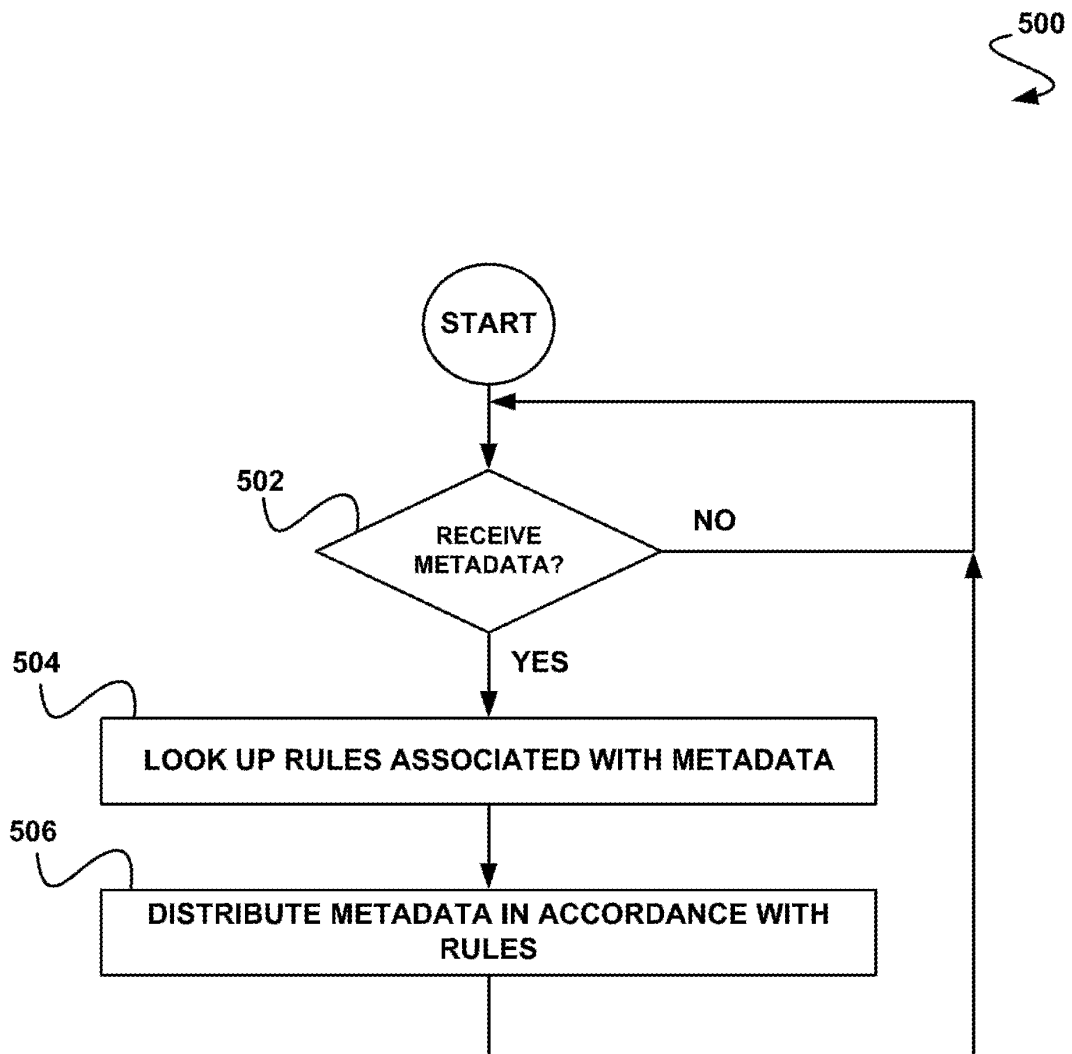 500
START
502
RECEIVE
METADATA?
NO
YES
504
LOOK UP RULES ASSOCIATED WITH METADATA
506
DISTRIBUTE METADATA IN ACCORDANCE WITH
RULES